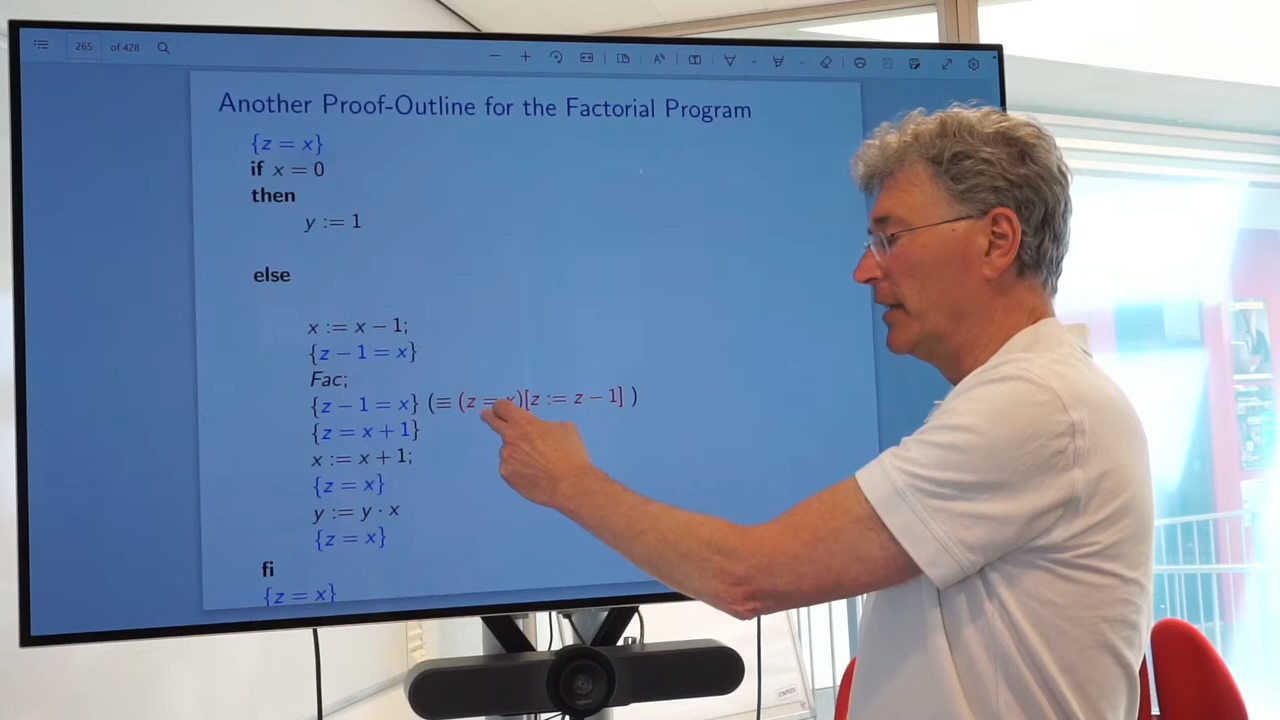 265 of 428
Another Proof-Outline for the Factorial Program
{z = x}
if x = 0
then
y := 1
else
x := x − 1;
{z − 1 = x}
Fac;
{z − 1 = x} (≡ (z = x)[z := z − 1] )
{z = x + 1}
x := x + 1;
{z = x}
y := y · x
{z = x}
fi
{z = x}
STAPLES